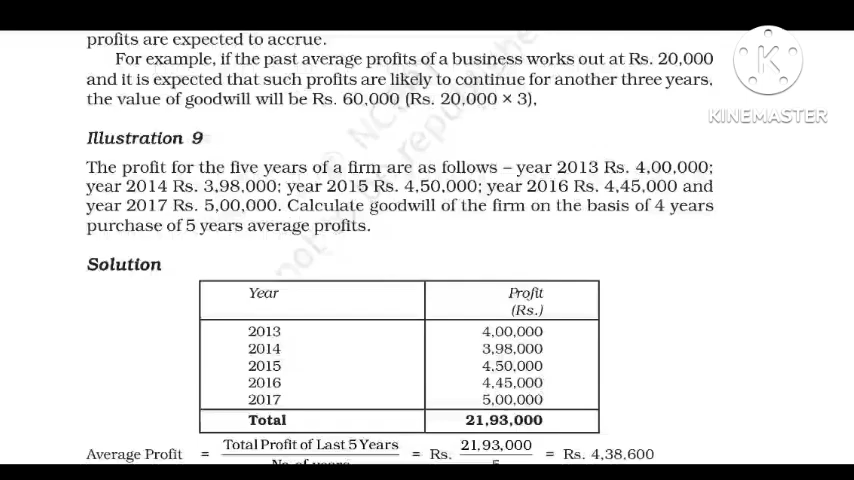 profits are expected to accrue.
For example, if the past average profits of a business works out at Rs. 20,000
and it is expected that such profits are likely to continue for another three years,
the value of goodwill will be Rs. 60,000 (Rs. 20,000 × 3),
K
KINEMASTER
Illustration 9
The profit for the five years of a firm are as follows – year 2013 Rs. 4,00,000;
year 2014 Rs. 3,98,000; year 2015 Rs. 4,50,000; year 2016 Rs. 4,45,000 and
year 2017 Rs. 5,00,000. Calculate goodwill of the firm on the basis of 4 years
purchase of 5 years average profits.
Solution
Year Profit
(Rs.)
2013 4,00,000
2014 3,98,000
2015 4,50,000
2016 4,45,000
2017 5,00,000
Total 21,93,000
Total Profit of Last 5 Years 21,93,000
Average Profit = = Rs. = Rs. 4,38,600
No of years 5